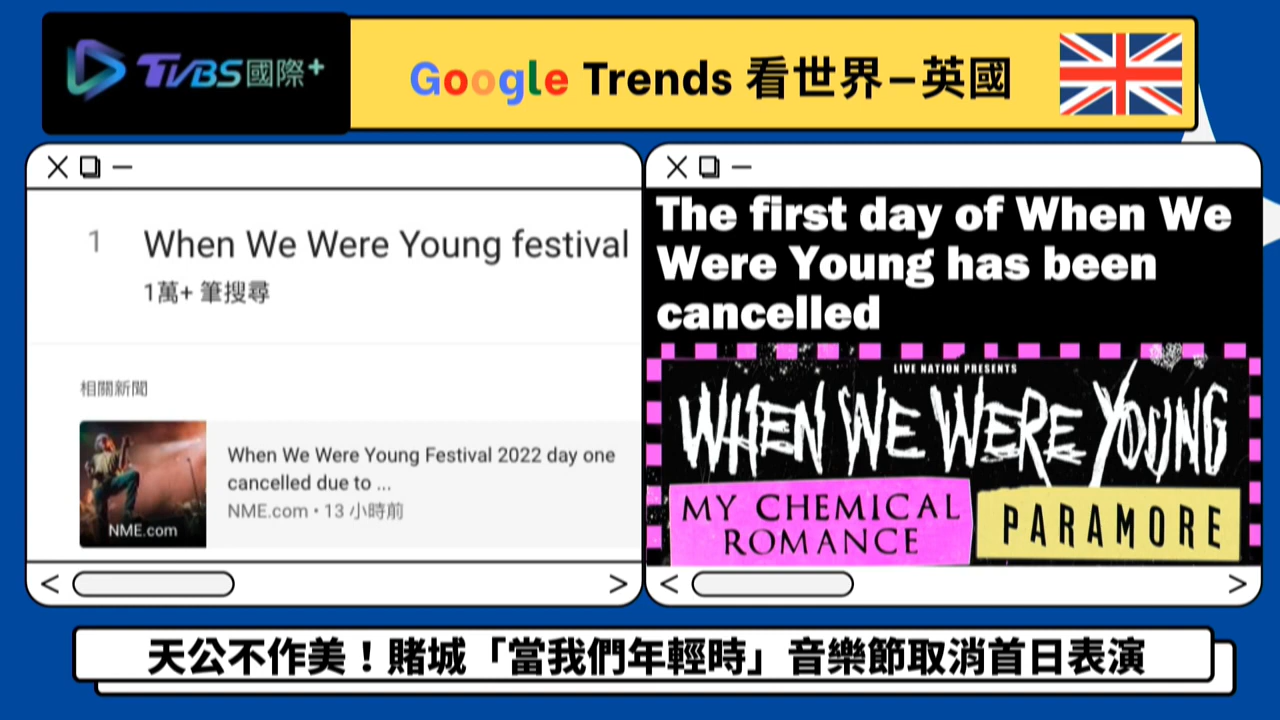 TVBS國際+
Google Trends 看世界–英國
1
When We Were Young festival
1萬+ 筆搜尋
相關新聞
When We Were Young Festival 2022 day one
cancelled due to ...
NME.com • 13 小時前
NME.com
The first day of When We
Were Young has been
cancelled
LIVE NATION PRESENTS
WHEN WE WERE YOUNG
MY CHEMICAL
ROMANCE
PARAMORE
天公不作美！賭城「當我們年輕時」音樂節取消首日表演